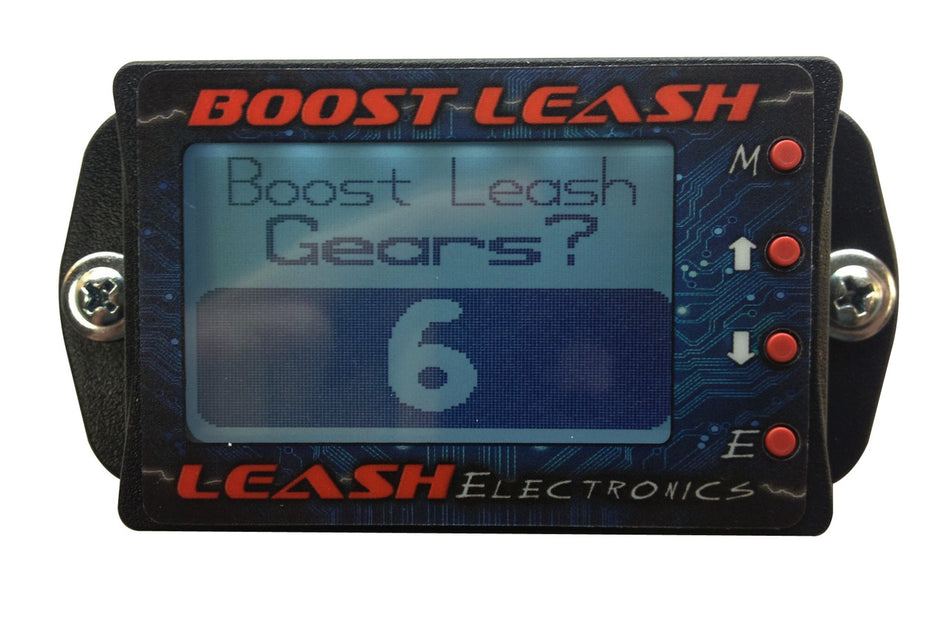 BOOST LEASH
Boost Leash
Gears?
6
M
E
LEASH ELECTRONICS